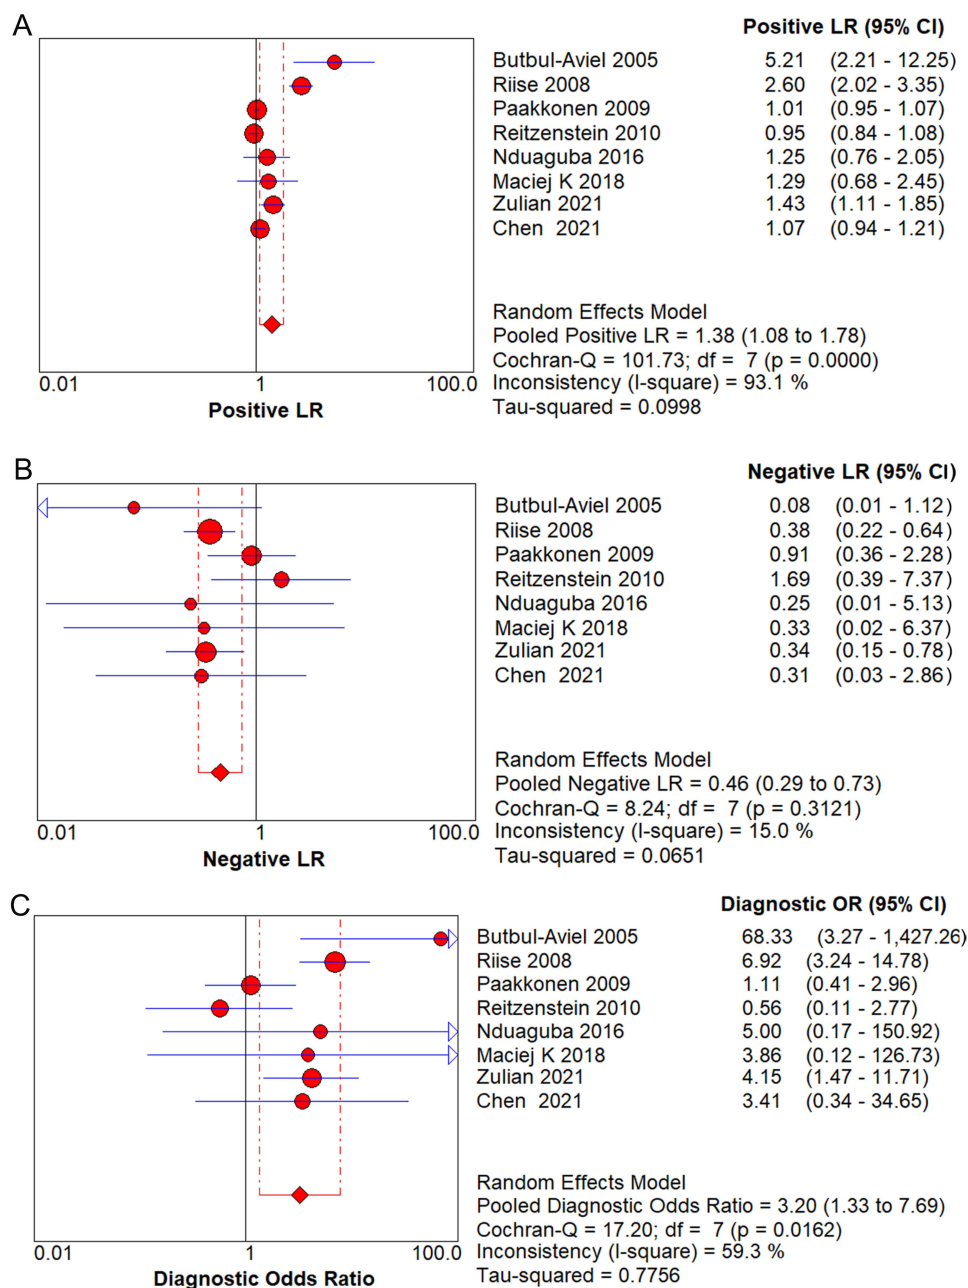 A
Positive LR (95% CI)
Butbul-Aviel 2005 5.21 (2.21 - 12.25)
Riise 2008 2.60 (2.02 - 3.35)
Paakkonen 2009 1.01 (0.95 - 1.07)
Reitzenstein 2010 0.95 (0.84 - 1.08)
Nduaguba 2016 1.25 (0.76 - 2.05)
Maciej K 2018 1.29 (0.68 - 2.45)
Zulian 2021 1.43 (1.11 - 1.85)
Chen 2021 1.07 (0.94 - 1.21)
Random Effects Model
Pooled Positive LR = 1.38 (1.08 to 1.78)
Cochran-Q = 101.73; df = 7 (p = 0.0000)
Inconsistency (I-square) = 93.1 %
Tau-squared = 0.0998
0.01 1 100.0
Positive LR
B
Negative LR (95% CI)
Butbul-Aviel 2005 0.08 (0.01 - 1.12)
Riise 2008 0.38 (0.22 - 0.64)
Paakkonen 2009 0.91 (0.36 - 2.28)
Reitzenstein 2010 1.69 (0.39 - 7.37)
Nduaguba 2016 0.25 (0.01 - 5.13)
Maciej K 2018 0.33 (0.02 - 6.37)
Zulian 2021 0.34 (0.15 - 0.78)
Chen 2021 0.31 (0.03 - 2.86)
Random Effects Model
Pooled Negative LR = 0.46 (0.29 to 0.73)
Cochran-Q = 8.24; df = 7 (p = 0.3121)
Inconsistency (I-square) = 15.0 %
Tau-squared = 0.0651
0.01 1 100.0
Negative LR
C
Diagnostic OR (95% CI)
Butbul-Aviel 2005 68.33 (3.27 - 1,427.26)
Riise 2008 6.92 (3.24 - 14.78)
Paakkonen 2009 1.11 (0.41 - 2.96)
Reitzenstein 2010 0.56 (0.11 - 2.77)
Nduaguba 2016 5.00 (0.17 - 150.92)
Maciej K 2018 3.86 (0.12 - 126.73)
Zulian 2021 4.15 (1.47 - 11.71)
Chen 2021 3.41 (0.34 - 34.65)
Random Effects Model
Pooled Diagnostic Odds Ratio = 3.20 (1.33 to 7.69)
Cochran-Q = 17.20; df = 7 (p = 0.0162)
Inconsistency (I-square) = 59.3 %
Tau-squared = 0.7756
0.01 1 100.0
Diagnostic Odds Ratio